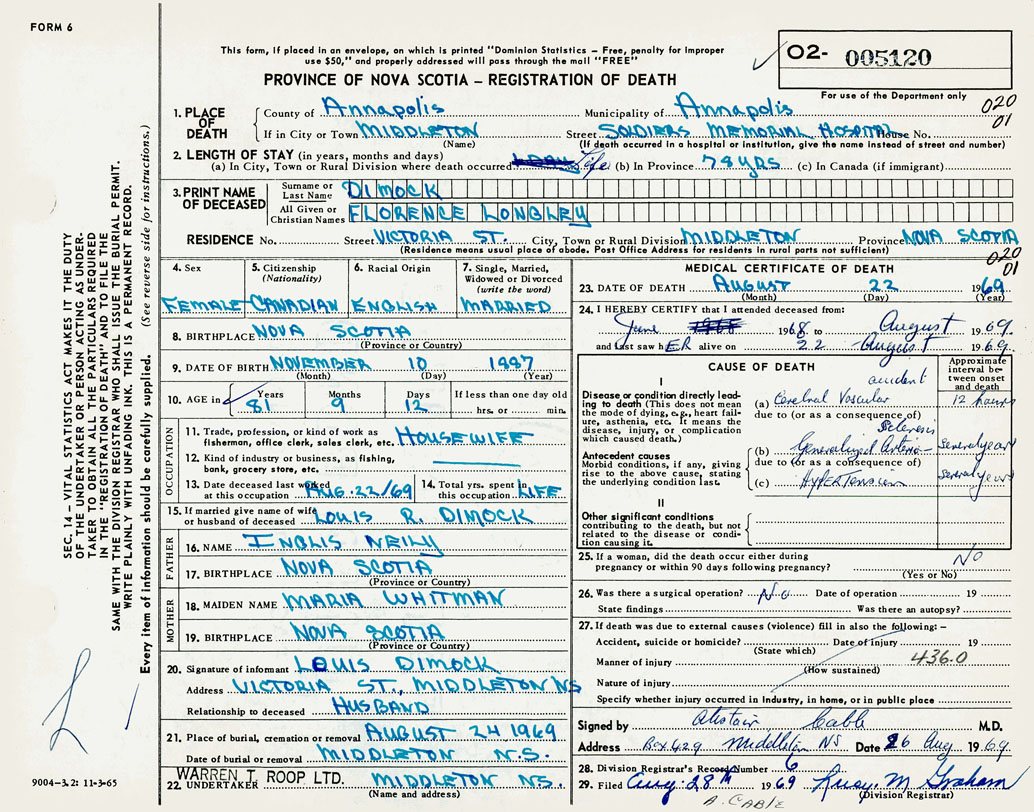 FORM 6
This form, if placed in an envelope, on which is printed "Dominion Statistics – Free, penalty for improper
use $50," and properly addressed will pass through the mail "FREE"
PROVINCE OF NOVA SCOTIA – REGISTRATION OF DEATH
O2- 005120
For use of the Department only
020
01
1. PLACE OF DEATH
County of Annapolis Municipality of Annapolis
If in City or Town MIDDLETON Street SOLDIERS MEMORIAL HOSPITAL House No.
(Name) (If death occurred in a hospital or institution, give the name instead of street and number)
2. LENGTH OF STAY (in years, months and days)
(a) In City, Town or Rural Division where death occurred Life (b) In Province 78 YRS (c) In Canada (if immigrant)
3. PRINT NAME OF DECEASED
Surname or Last Name DIMOCK
All Given or Christian Names FLORENCE LONGLEY
RESIDENCE No. Street VICTORIA ST. City, Town or Rural Division MIDDLETON Province NOVA SCOTIA
(Residence means usual place of abode. Post Office Address for residents in rural parts not sufficient)
020
01
4. Sex FEMALE
5. Citizenship (Nationality) CANADIAN
6. Racial Origin ENGLISH
7. Single, Married, Widowed or Divorced (write the word) MARRIED
8. BIRTHPLACE NOVA SCOTIA
(Province or Country)
9. DATE OF BIRTH NOVEMBER 10 1887
(Month) (Day) (Year)
10. AGE in Years Months Days If less than one day old
81 9 12 hrs. or min.
OCCUPATION
11. Trade, profession, or kind of work as
fisherman, office clerk, sales clerk, etc. HOUSEWIFE
12. Kind of industry or business, as fishing,
bank, grocery store, etc.
13. Date deceased last worked at this occupation AUG. 22/69
14. Total yrs. spent in this occupation LIFE
15. If married give name of wife
or husband of deceased LOUIS R. DIMOCK
FATHER
16. NAME INGLIS NEILY
17. BIRTHPLACE NOVA SCOTIA
(Province or Country)
MOTHER
18. MAIDEN NAME MARIA WHITMAN
19. BIRTHPLACE NOVA SCOTIA
(Province or Country)
20. Signature of informant LOUIS DIMOCK
Address VICTORIA ST., MIDDLETON NS
Relationship to deceased HUSBAND
21. Place of burial, cremation or removal AUGUST 24 1969
Date of burial or removal MIDDLETON N.S.
WARREN T. ROOP LTD.
22. UNDERTAKER MIDDLETON N.S.
(Name and address)
MEDICAL CERTIFICATE OF DEATH
23. DATE OF DEATH AUGUST 22 1969
(Month) (Day) (Year)
24. I HEREBY CERTIFY that I attended deceased from:
June 1968 to August 1969.
and last saw hER alive on 22 August 1969.
CAUSE OF DEATH
Approximate interval between onset and death
I
Disease or condition directly leading to death (This does not mean the mode of dying, e.g., heart failure, asthenia, etc. It means the disease, injury, or complication which caused death.)
(a) Cerebral Vascular accident 12 hours
due to (or as a consequence of)
Antecedent causes
Morbid conditions, if any, giving rise to the above cause, stating the underlying condition last.
(b) Generalized Arterio-Sclerosis Several years
due to (or as a consequence of)
(c) HYPERTENSION Several years
II
Other significant conditions
contributing to the death, but not related to the disease or condition causing it.
25. If a woman, did the death occur either during
pregnancy or within 90 days following pregnancy? No
(Yes or No)
26. Was there a surgical operation? No Date of operation 19
State findings Was there an autopsy?
27. If death was due to external causes (violence) fill in also the following:–
Accident, suicide or homicide? Date of injury 19
(State which)
Manner of injury 436.0
(How sustained)
Nature of injury
Specify whether injury occurred in industry, in home, or in public place
Signed by Alistair Cable M.D.
Address Box 429 Middleton NS Date 26 Aug 1969.
28. Division Registrar's Record Number 6
29. Filed Aug. 28th 1969 Lucy M Graham
(Division Registrar)
A. CABLE
SEC. 14 – VITAL STATISTICS ACT MAKES IT THE DUTY
OF THE UNDERTAKER OR PERSON ACTING AS UNDER-
TAKER TO OBTAIN ALL THE PARTICULARS REQUIRED
IN THE "REGISTRATION OF DEATH" AND TO FILE THE
SAME WITH THE DIVISION REGISTRAR WHO SHALL ISSUE THE BURIAL PERMIT.
WRITE PLAINLY WITH UNFADING INK. THIS IS A PERMANENT RECORD.
Every item of information should be carefully supplied. (See reverse side for instructions.)
9004-3.2: 11-3-65